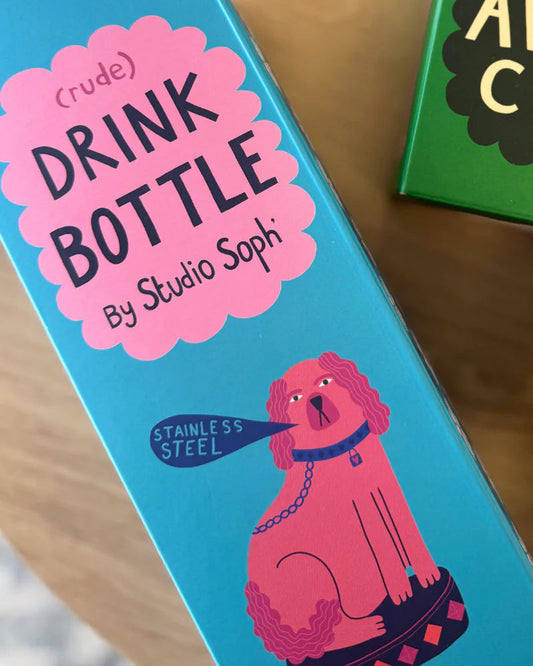 (rude)
DRINK
BOTTLE
By Studio Soph'
STAINLESS
STEEL